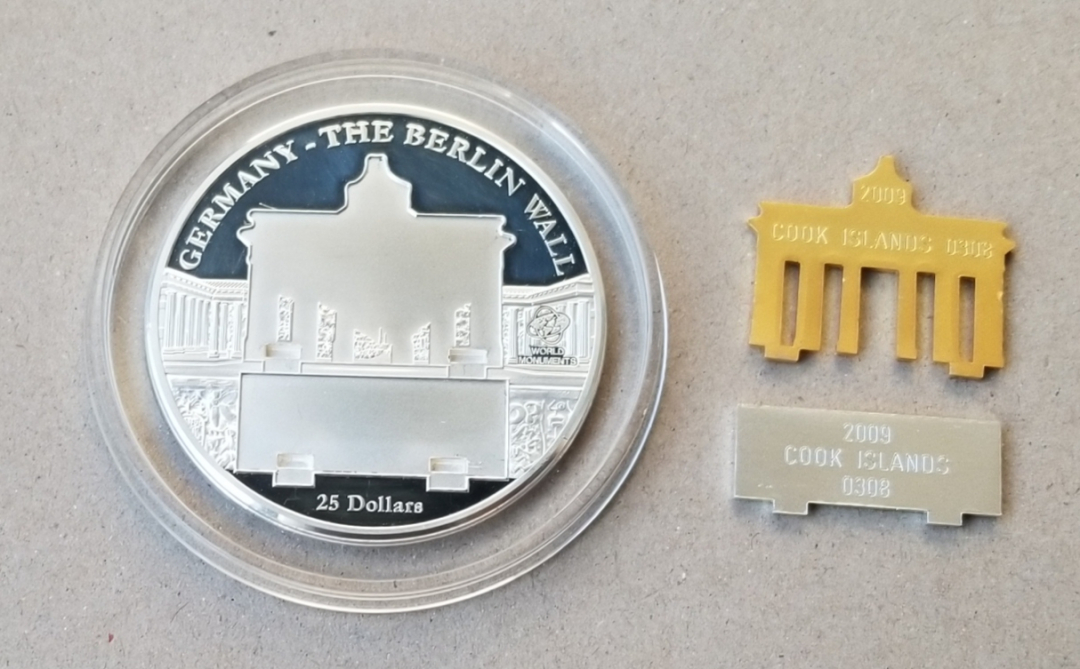 GERMANY - THE BERLIN WALL
WORLD
MONUMENTS
25 Dollars
2009
COOK ISLANDS 0308
2009
COOK ISLANDS
0308